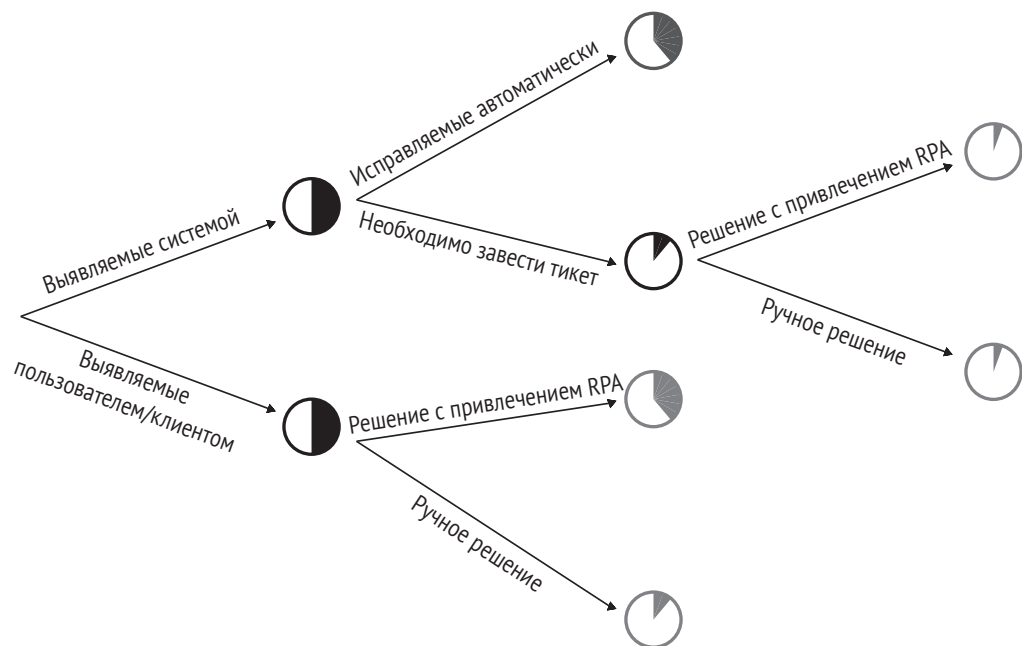 Исправляемые автоматически
Решение с привлечением RPA
Выявляемые системой
Необходимо завести тикет
Ручное решение
Выявляемые
пользователем/клиентом
Решение с привлечением RPA
Ручное решение